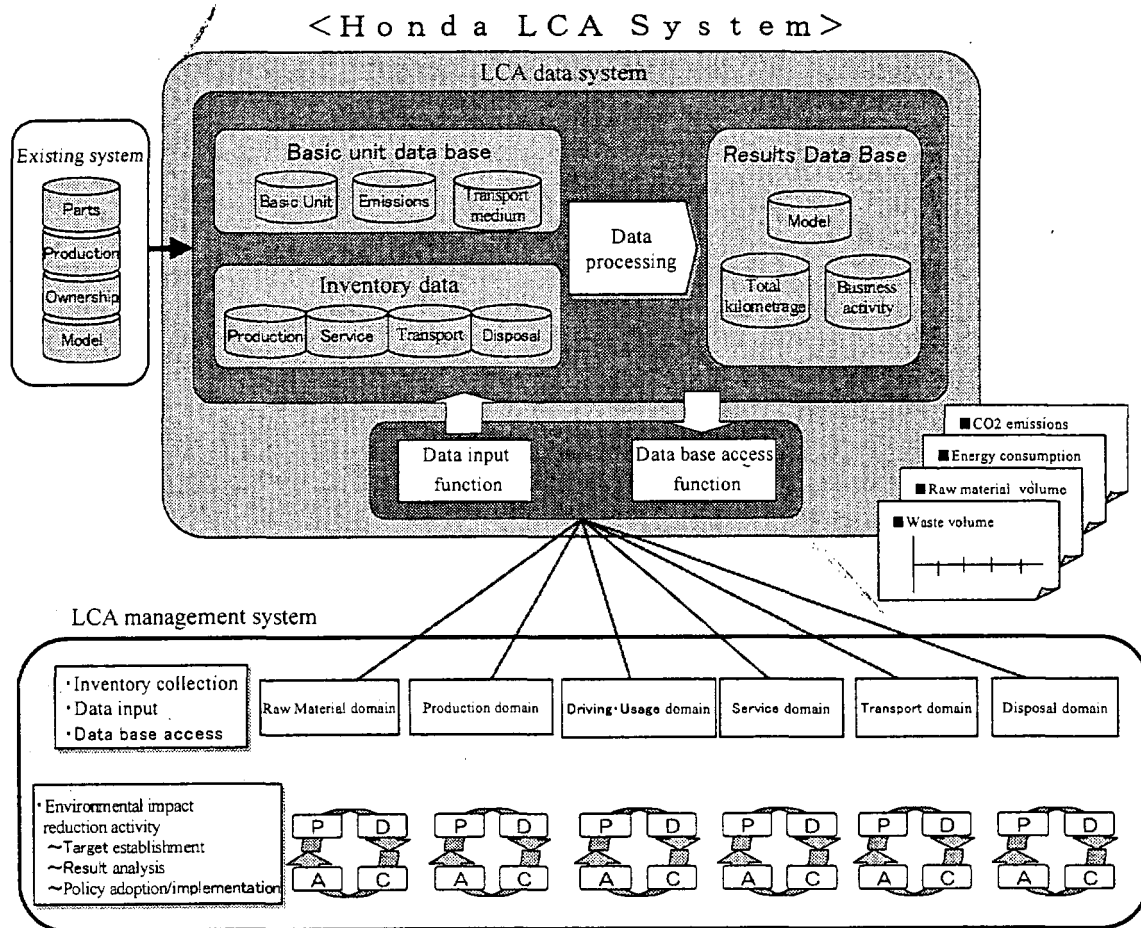 <Honda LCA System>
LCA data system
Existing system
Parts
Production
Ownership
Model
Basic unit data base
Basic Unit
Emissions
Transport
medium
Inventory data
Production
Service
Transport
Disposal
Data
processing
Results Data Base
Model
Total
kilometrage
Business
activity
Data input
function
Data base access
function
■CO2 emissions
■Energy consumption
■Raw material volume
■Waste volume
LCA management system
・Inventory collection
・Data input
・Data base access
Raw Material domain
Production domain
Driving・Usage domain
Service domain
Transport domain
Disposal domain
・Environmental impact
reduction activity
~Target establishment
~Result analysis
~Policy adoption/implementation
P D P D P D P D P D P D
A C A C A C A C A C A C